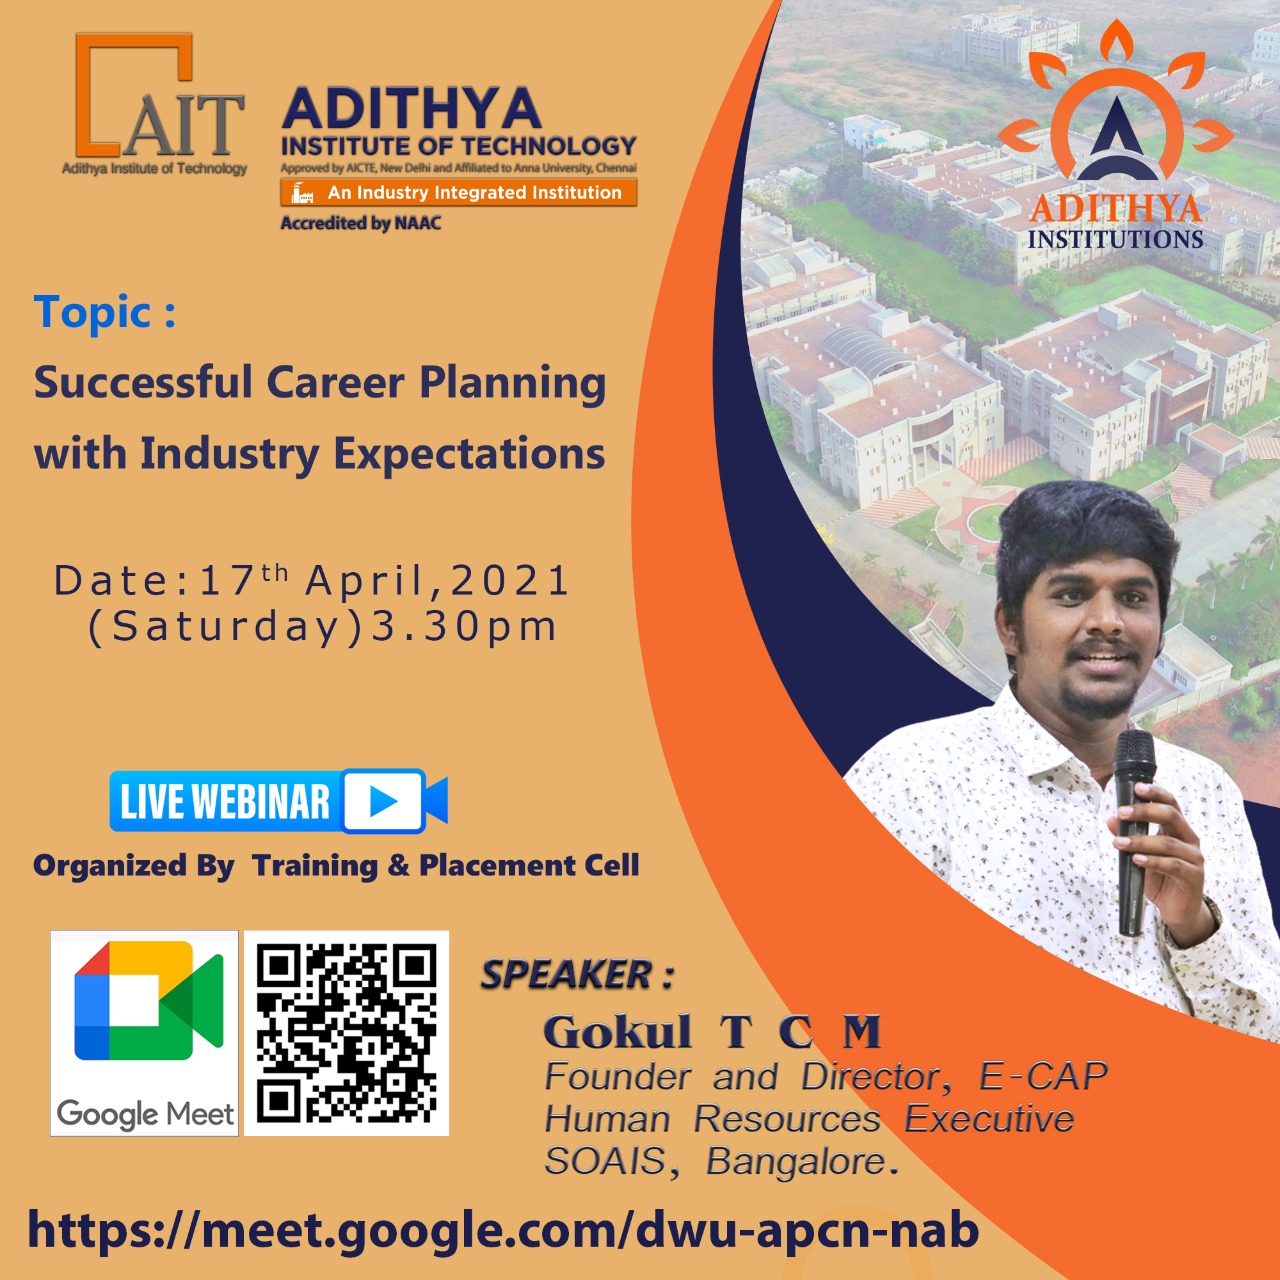 AIT
Adithya Institute of Technology
ADITHYA
INSTITUTE OF TECHNOLOGY
Approved by AICTE, New Delhi and Affiliated to Anna University, Chennai
An Industry Integrated Institution
Accredited by NAAC
ADITHYA
INSTITUTIONS
Topic :
Successful Career Planning
with Industry Expectations
Date:17th April,2021
(Saturday)3.30pm
LIVE WEBINAR
Organized By Training & Placement Cell
Google Meet
SPEAKER :
Gokul T C M
Founder and Director, E-CAP
Human Resources Executive
SOAIS, Bangalore.
https://meet.google.com/dwu-apcn-nab